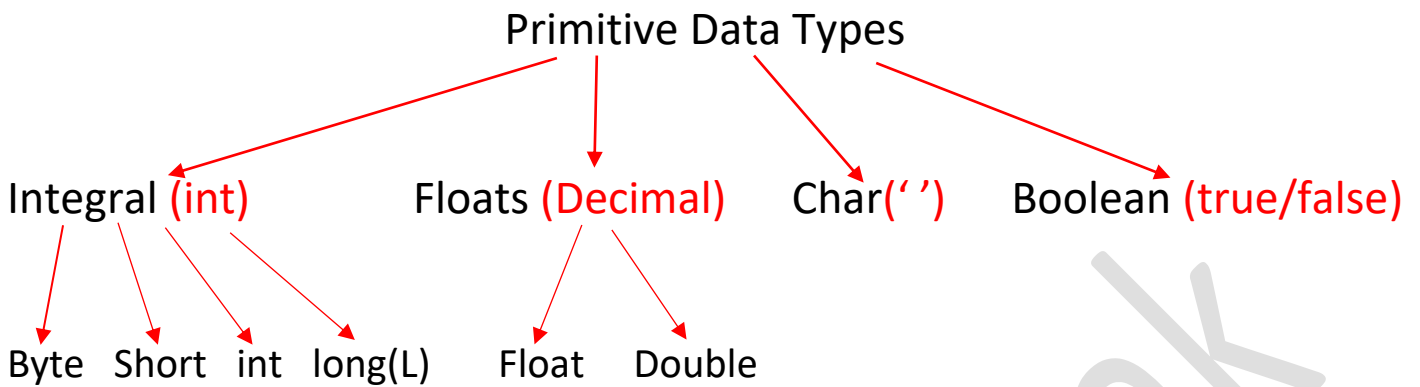 Primitive Data Types
Integral (int) Floats (Decimal) Char(‘ ’) Boolean (true/false)
Byte Short int long(L) Float Double